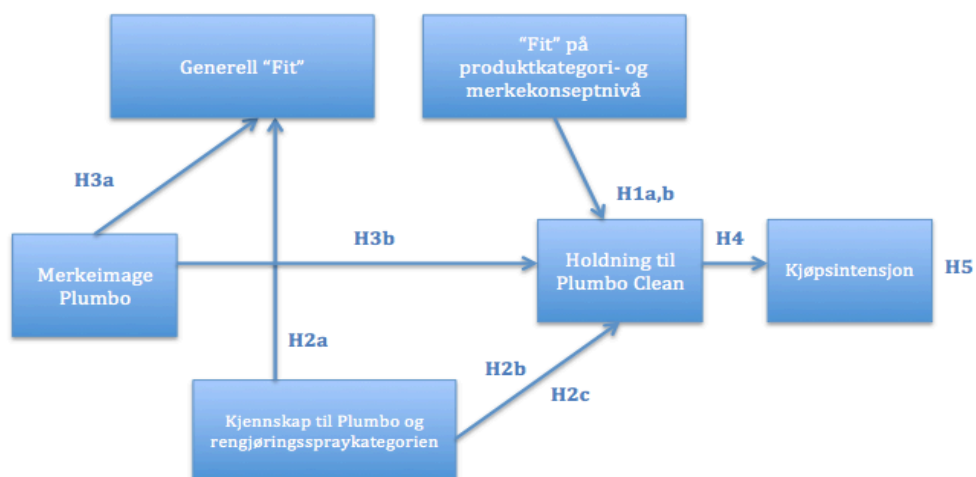 Generell “Fit”
“Fit” på
produktkategori- og
merkekonseptnivå
H3a
H1a,b
H3b
H4
Merkeimage
Plumbo
Holdning til
Plumbo Clean
Kjøpsintensjon
H5
H2a
H2b
H2c
Kjennskap til Plumbo og
rengjøringsspraykategorien